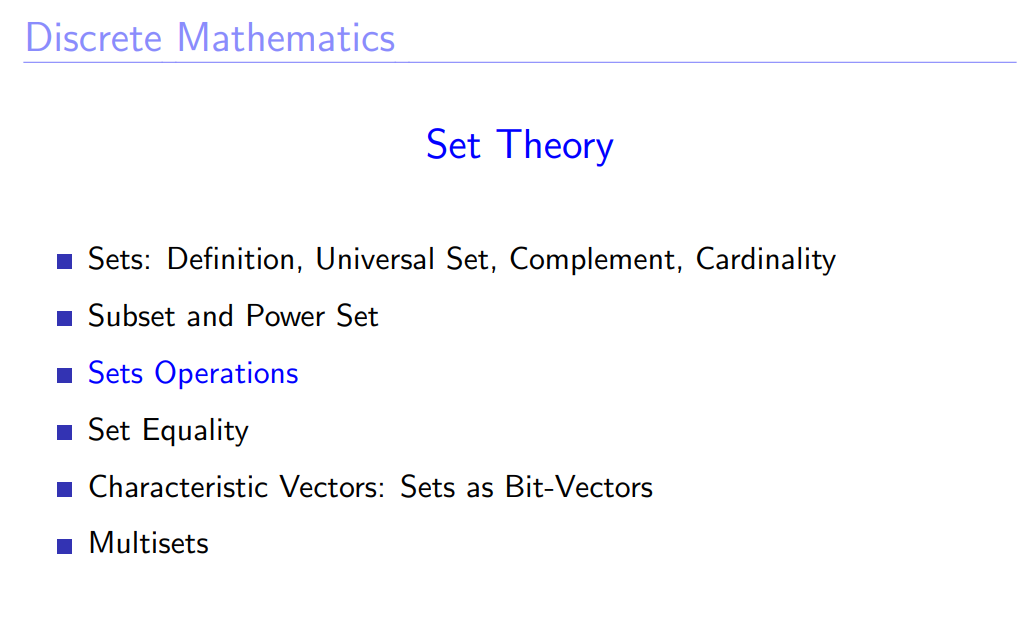 Discrete Mathematics
Set Theory
Sets: Definition, Universal Set, Complement, Cardinality
Subset and Power Set
Sets Operations
Set Equality
Characteristic Vectors: Sets as Bit-Vectors
Multisets